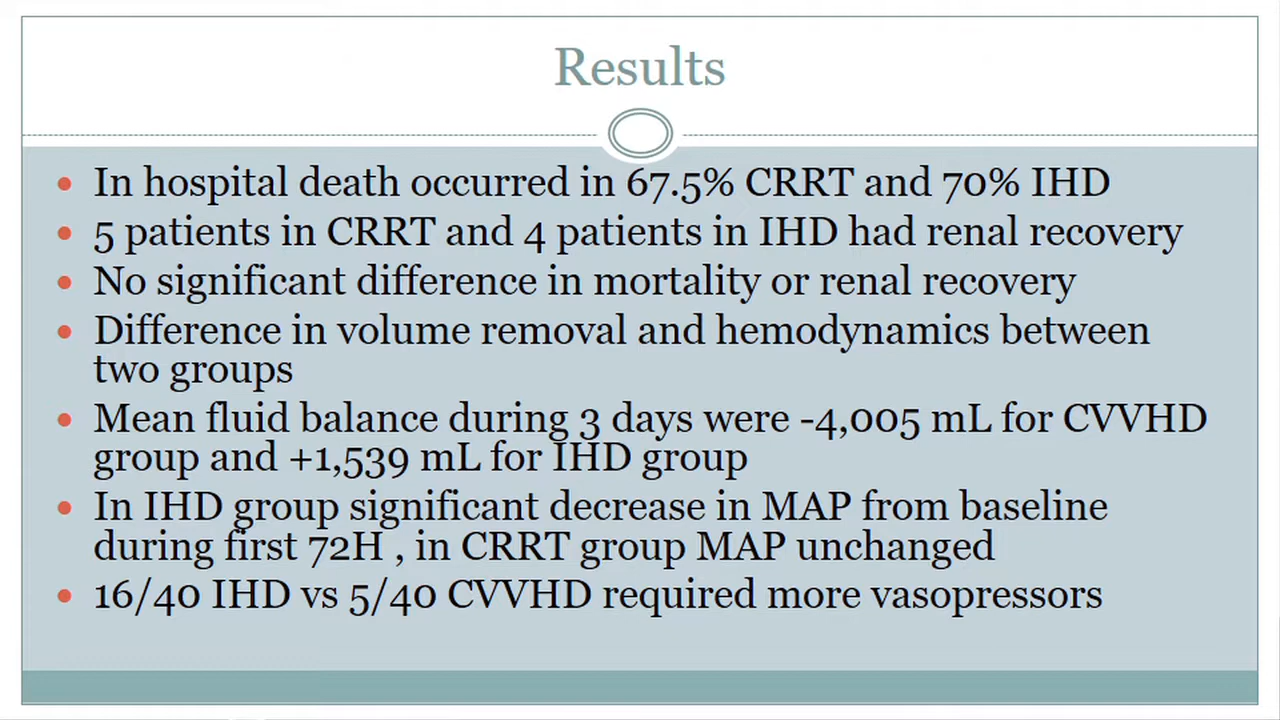 Results
In hospital death occurred in 67.5% CRRT and 70% IHD
5 patients in CRRT and 4 patients in IHD had renal recovery
No significant difference in mortality or renal recovery
Difference in volume removal and hemodynamics between
two groups
Mean fluid balance during 3 days were -4,005 mL for CVVHD
group and +1,539 mL for IHD group
In IHD group significant decrease in MAP from baseline
during first 72H , in CRRT group MAP unchanged
16/40 IHD vs 5/40 CVVHD required more vasopressors